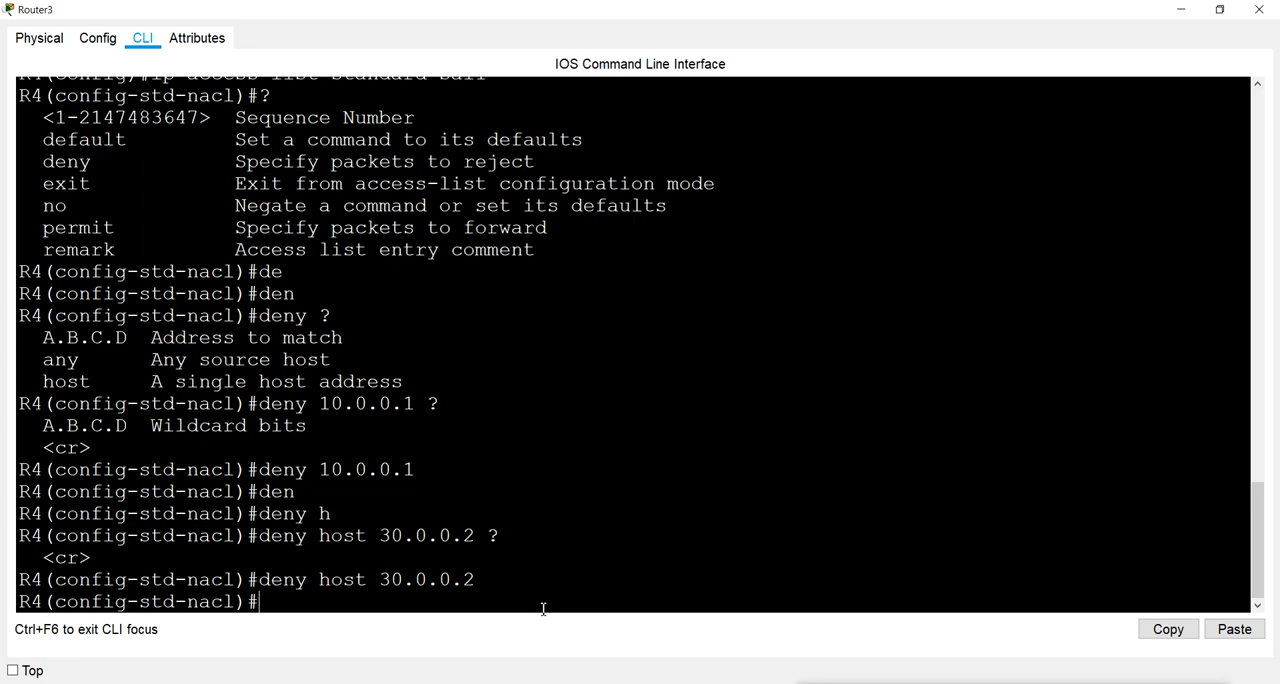 Router3
Physical Config CLI Attributes
IOS Command Line Interface
R4(config)#ip access-list standard
R4(config-std-nacl)#?
<1-2147483647> Sequence Number
default Set a command to its defaults
deny Specify packets to reject
exit Exit from access-list configuration mode
no Negate a command or set its defaults
permit Specify packets to forward
remark Access list entry comment
R4(config-std-nacl)#de
R4(config-std-nacl)#den
R4(config-std-nacl)#deny ?
A.B.C.D Address to match
any Any source host
host A single host address
R4(config-std-nacl)#deny 10.0.0.1 ?
A.B.C.D Wildcard bits
<cr>
R4(config-std-nacl)#deny 10.0.0.1
R4(config-std-nacl)#den
R4(config-std-nacl)#deny h
R4(config-std-nacl)#deny host 30.0.0.2 ?
<cr>
R4(config-std-nacl)#deny host 30.0.0.2
R4(config-std-nacl)#
Ctrl+F6 to exit CLI focus
Copy Paste
Top